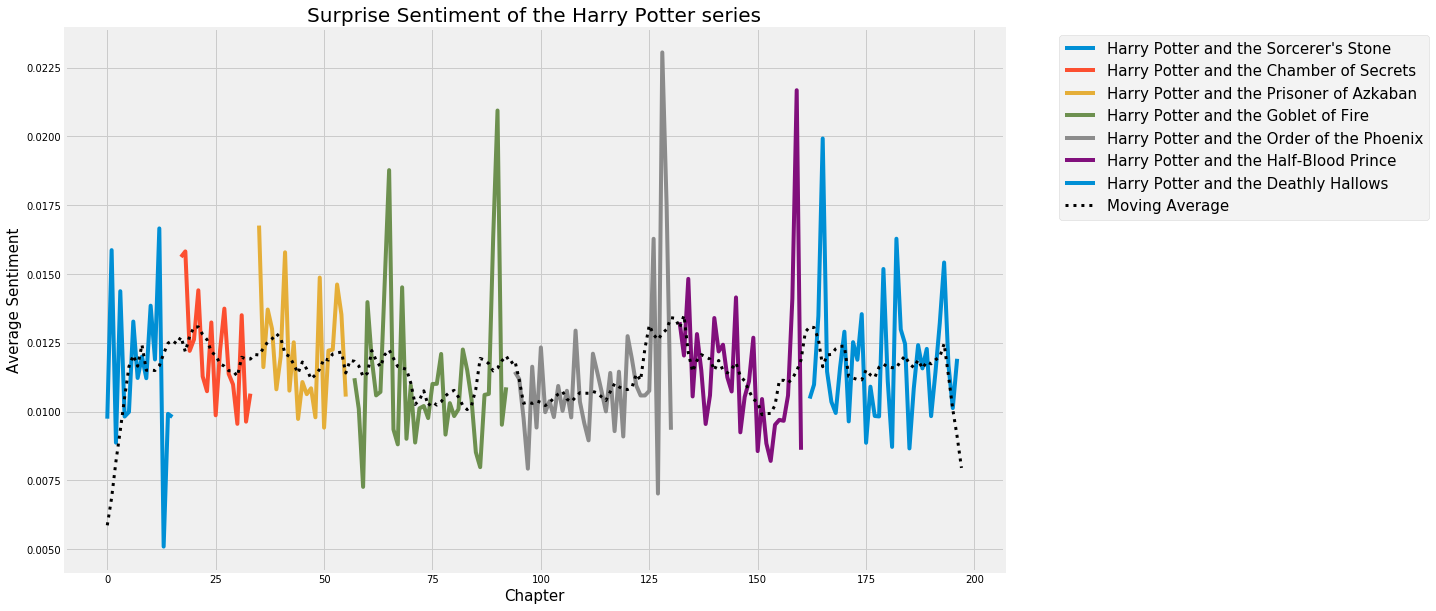 Surprise Sentiment of the Harry Potter series
Harry Potter and the Sorcerer's Stone
Harry Potter and the Chamber of Secrets
Harry Potter and the Prisoner of Azkaban
Harry Potter and the Goblet of Fire
Harry Potter and the Order of the Phoenix
Harry Potter and the Half-Blood Prince
Harry Potter and the Deathly Hallows
Moving Average
Average Sentiment
0.0225
0.0200
0.0175
0.0150
0.0125
0.0100
0.0075
0.0050
0 25 50 75 100 125 150 175 200
Chapter